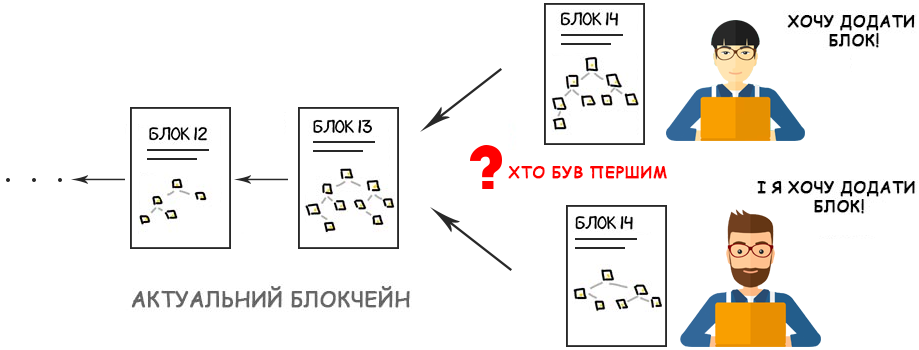 БЛОК 14
ХОЧУ ДОДАТИ
БЛОК!
БЛОК 12
БЛОК 13
? ХТО БУВ ПЕРШИМ
І Я ХОЧУ ДОДАТИ
БЛОК!
БЛОК 14
АКТУАЛЬНИЙ БЛОКЧЕЙН